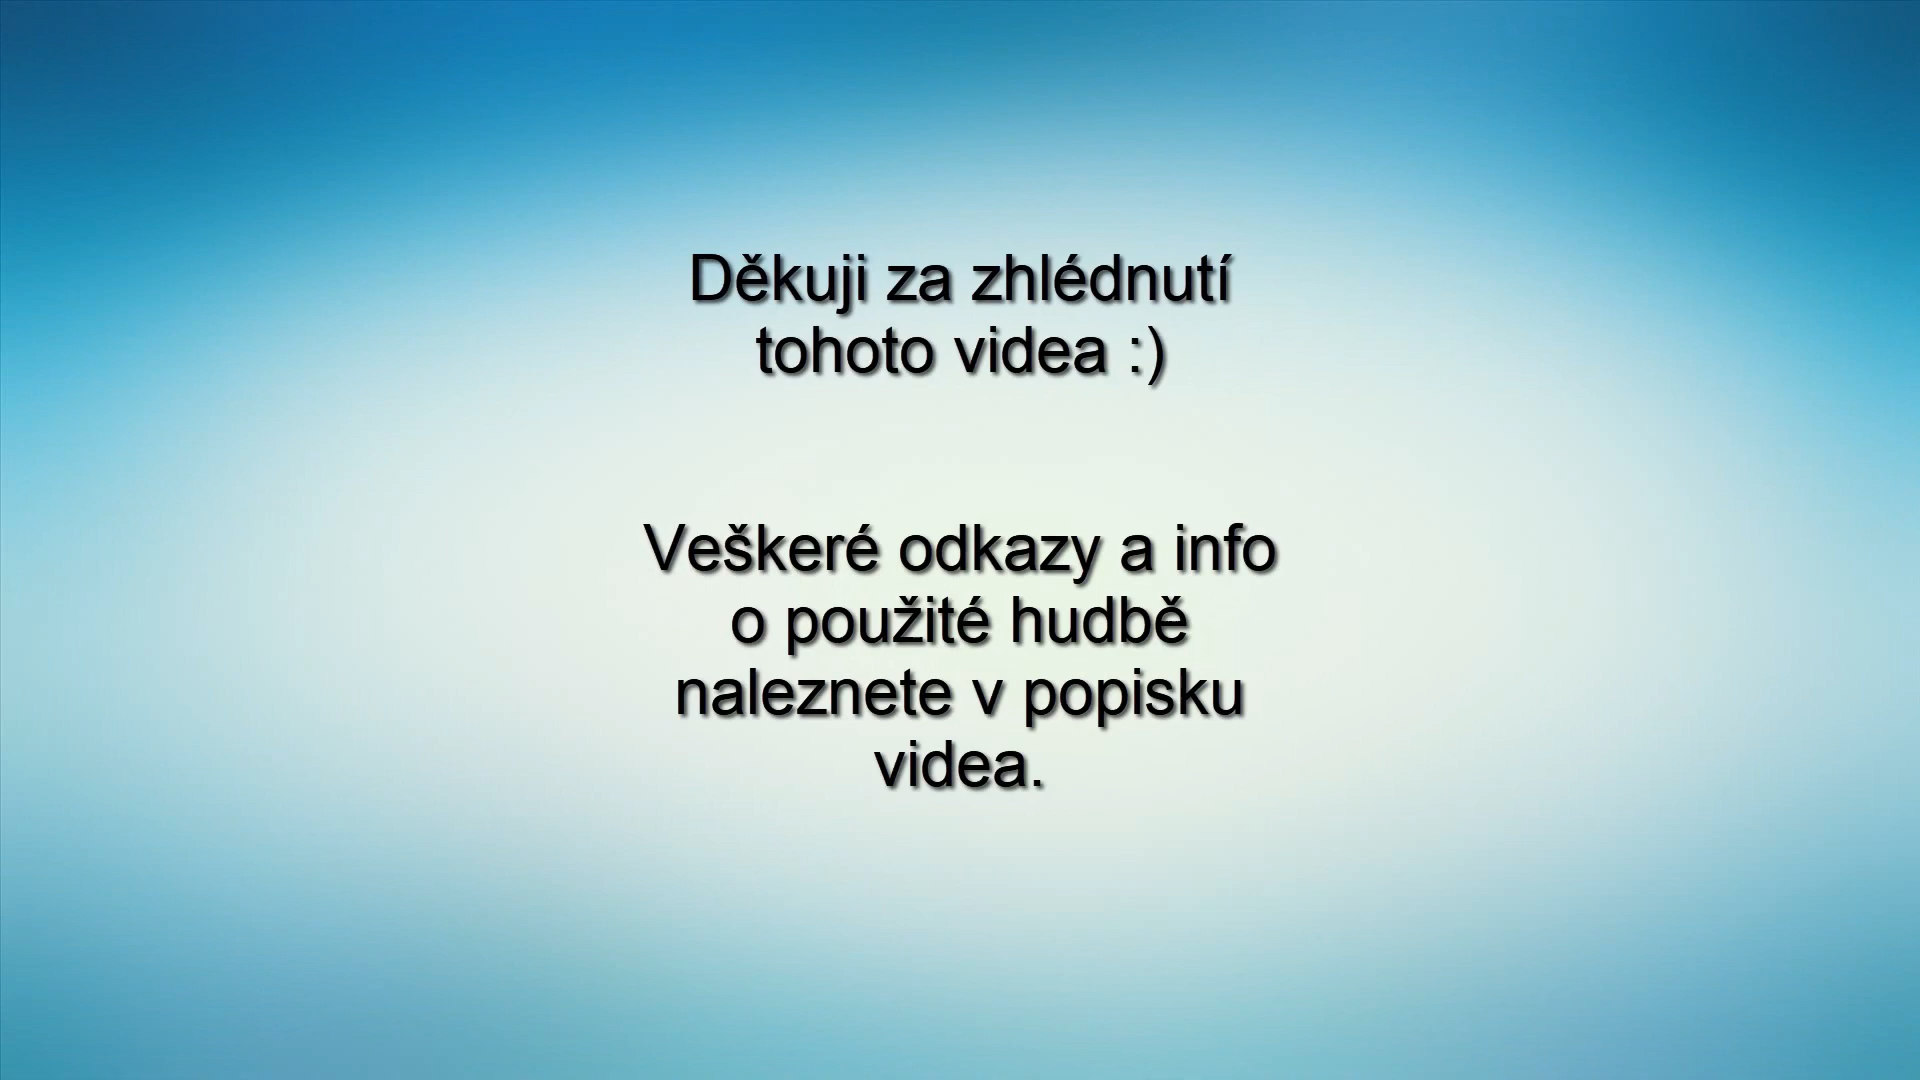 Děkuji za zhlédnutí
tohoto videa :)
Veškeré odkazy a info
o použité hudbě
naleznete v popisku
videa.